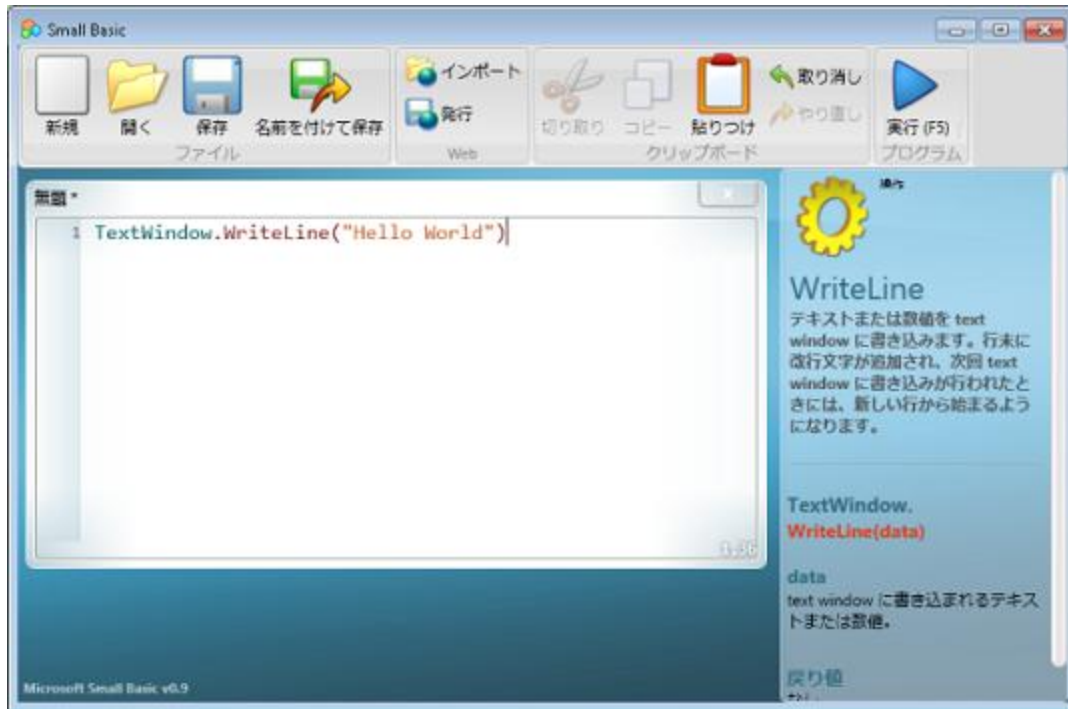 Small Basic
新規
開く
保存
名前を付けて保存
ファイル
インポート
発行
Web
切り取り
コピー
貼りつけ
取り消し
やり直し
クリップボード
実行 (F5)
プログラム
無題 *
1 TextWindow.WriteLine("Hello World")
1,36
Microsoft Small Basic v0.9
操作
WriteLine
テキストまたは数値を text
window に書き込みます。行末に
改行文字が追加され、次回 text
window に書き込みが行われたと
きには、新しい行から始まるよう
になります。
TextWindow.
WriteLine(data)
data
text window に書き込まれるテキス
トまたは数値。
戻り値